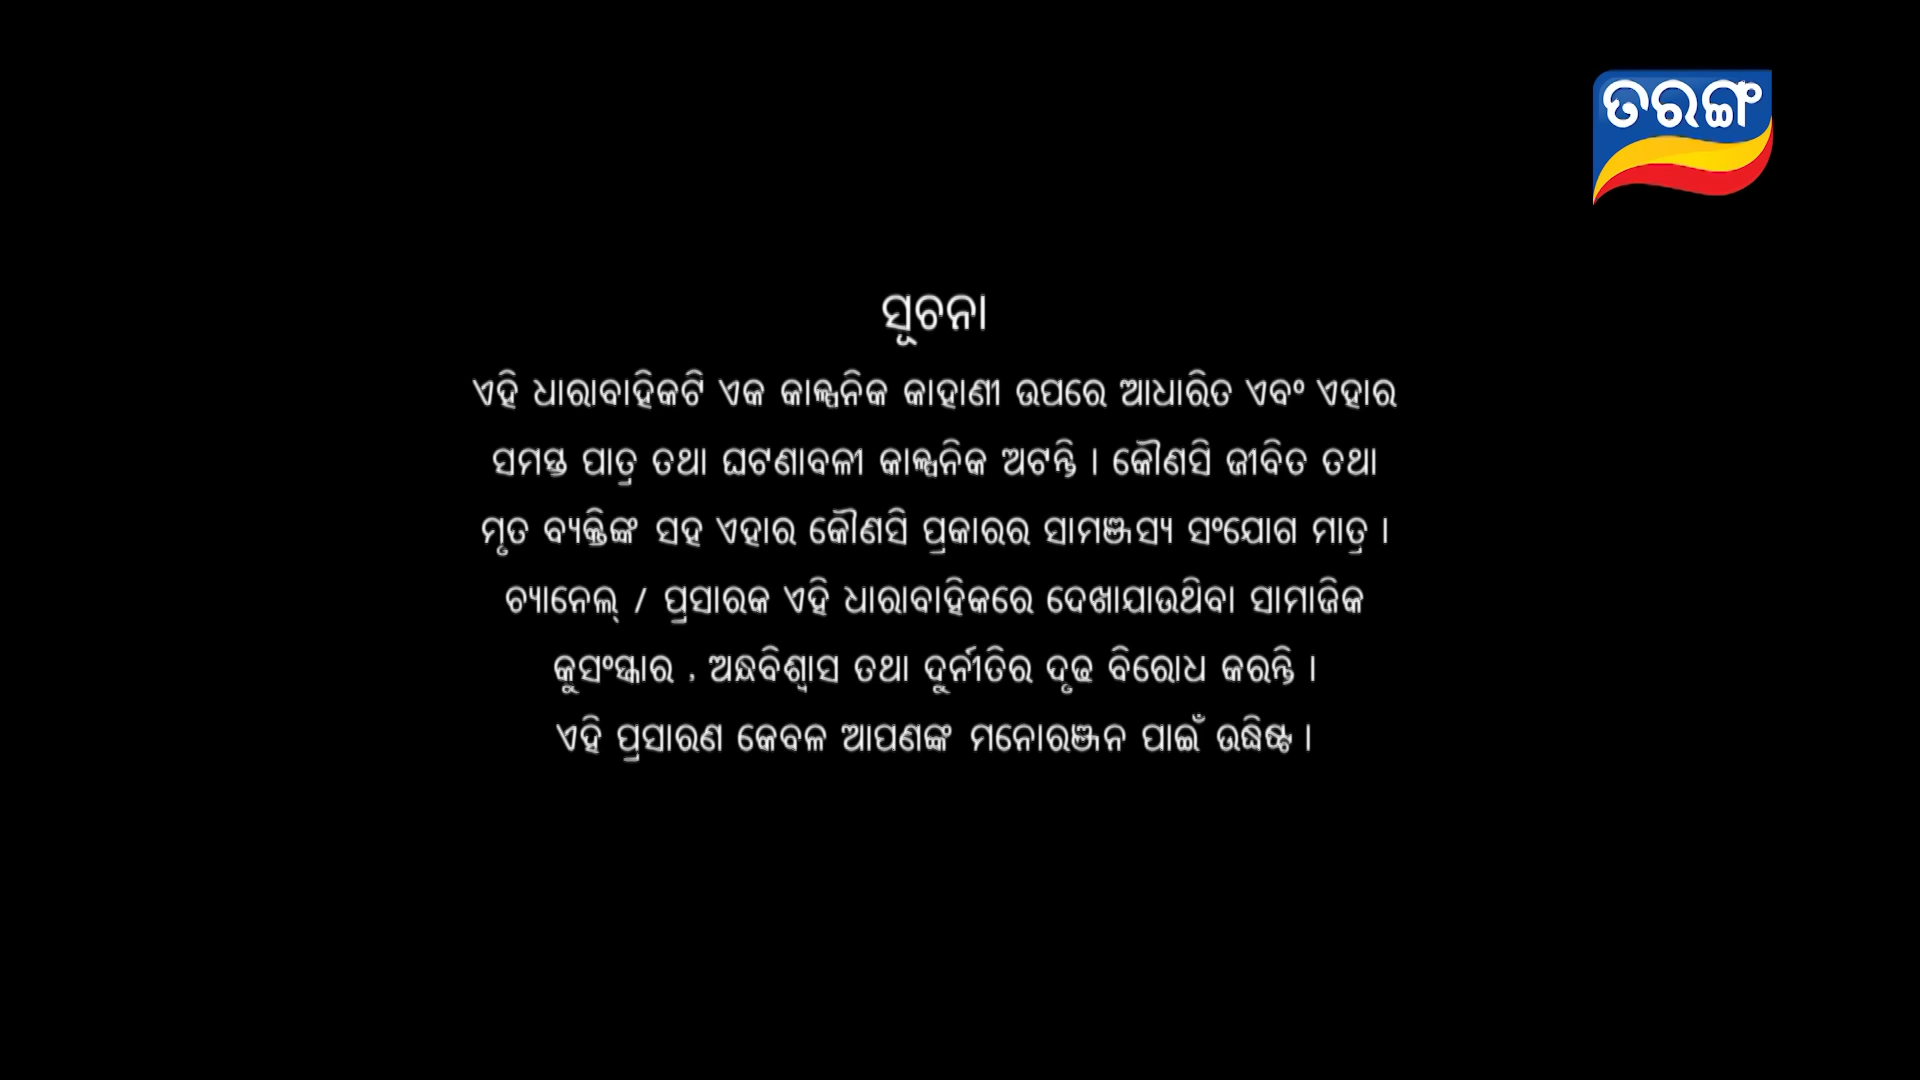 ତରଙ୍ଗ
ସୂଚନା
ଏହି ଧାରାବାହିକଟି ଏକ କାଳ୍ପନିକ କାହାଣୀ ଉପରେ ଆଧାରିତ ଏବଂ ଏହାର
ସମସ୍ତ ପାତ୍ର ତଥା ଘଟଣାବଳୀ କାଳ୍ପନିକ ଅଟନ୍ତି । କୌଣସି ଜୀବିତ ତଥା
ମୃତ ବ୍ୟକ୍ତିଙ୍କ ସହ ଏହାର କୌଣସି ପ୍ରକାରର ସାମଞ୍ଜସ୍ୟ ସଂଯୋଗ ମାତ୍ର ।
ଚ୍ୟାନେଲ୍ / ପ୍ରସାରକ ଏହି ଧାରାବାହିକରେ ଦେଖାଯାଉଥିବା ସାମାଜିକ
କୁସଂସ୍କାର , ଅନ୍ଧବିଶ୍ୱାସ ତଥା ଦୁର୍ନୀତିର ଦୃଢ ବିରୋଧ କରନ୍ତି ।
ଏହି ପ୍ରସାରଣ କେବଳ ଆପଣଙ୍କ ମନୋରଞ୍ଜନ ପାଇଁ ଉଦ୍ଧିଷ୍ଟ ।